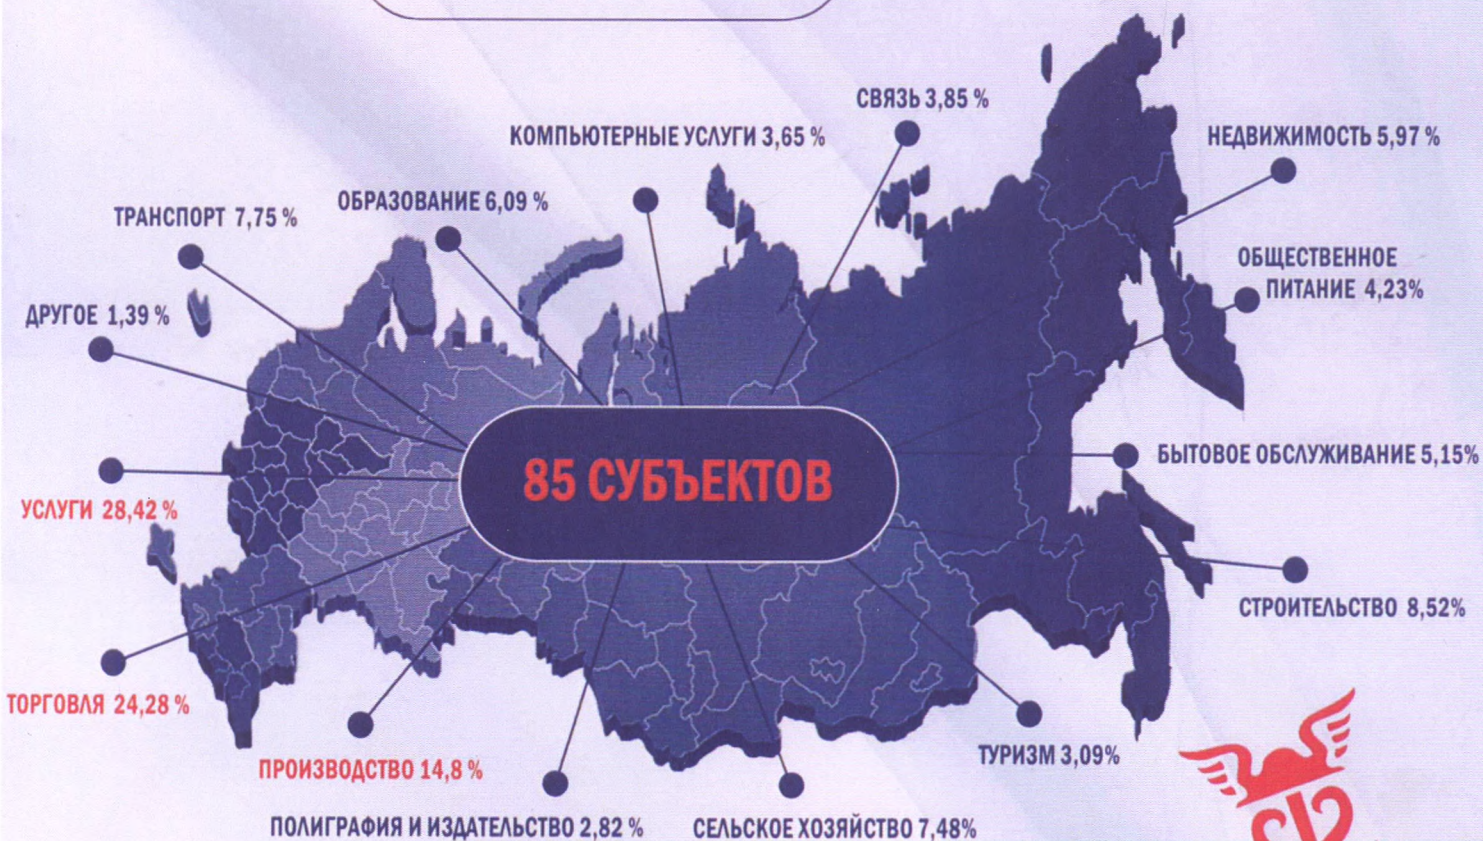 СВЯЗЬ 3,85 %
КОМПЬЮТЕРНЫЕ УСЛУГИ 3,65 %
НЕДВИЖИМОСТЬ 5,97 %
ОБРАЗОВАНИЕ 6,09 %
ТРАНСПОРТ 7,75 %
ОБЩЕСТВЕННОЕ
ПИТАНИЕ 4,23%
ДРУГОЕ 1,39 %
БЫТОВОЕ ОБСЛУЖИВАНИЕ 5,15%
85 СУБЪЕКТОВ
УСЛУГИ 28,42 %
СТРОИТЕЛЬСТВО 8,52%
ТОРГОВЛЯ 24,28 %
ТУРИЗМ 3,09%
ПРОИЗВОДСТВО 14,8 %
ПОЛИГРАФИЯ И ИЗДАТЕЛЬСТВО 2,82 %
СЕЛЬСКОЕ ХОЗЯЙСТВО 7,48%